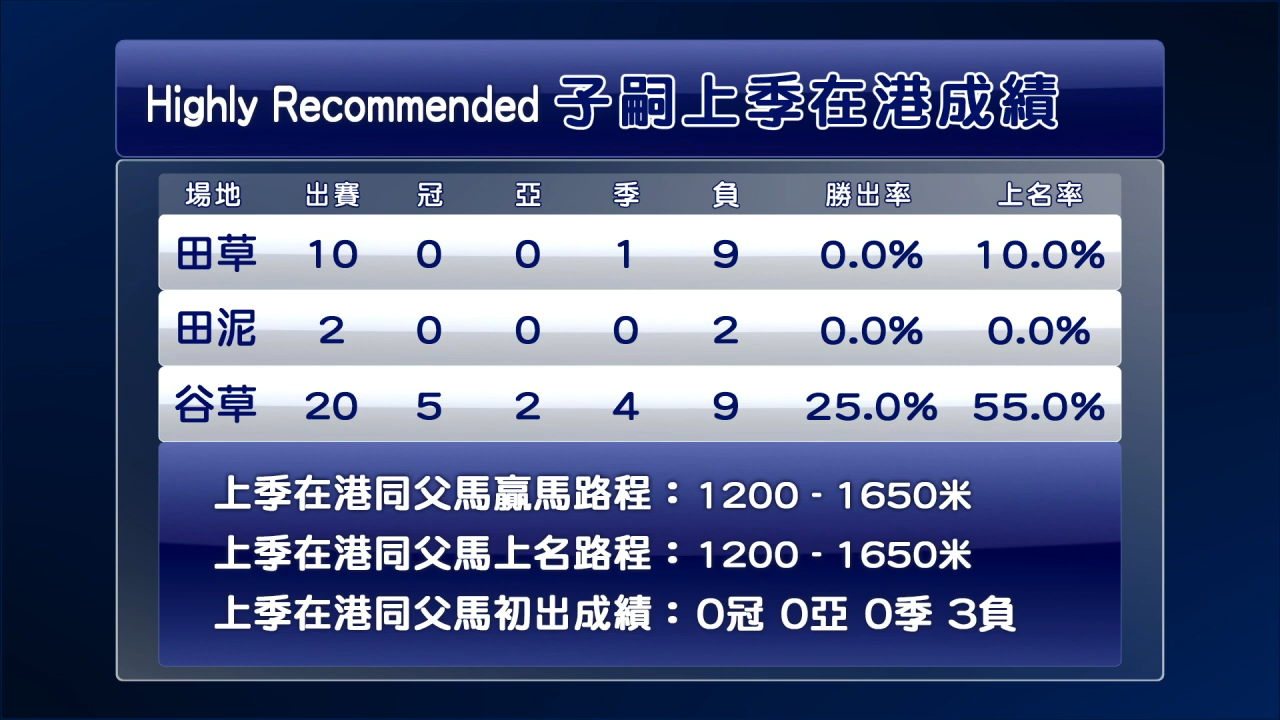 Highly Recommended 子嗣上季在港成績
場地 出賽 冠 亞 季 負 勝出率 上名率
田草 10 0 0 1 9 0.0% 10.0%
田泥 2 0 0 0 2 0.0% 0.0%
谷草 20 5 2 4 9 25.0% 55.0%
上季在港同父馬贏馬路程：1200 - 1650米
上季在港同父馬上名路程：1200 - 1650米
上季在港同父馬初出成績：0冠 0亞 0季 3負